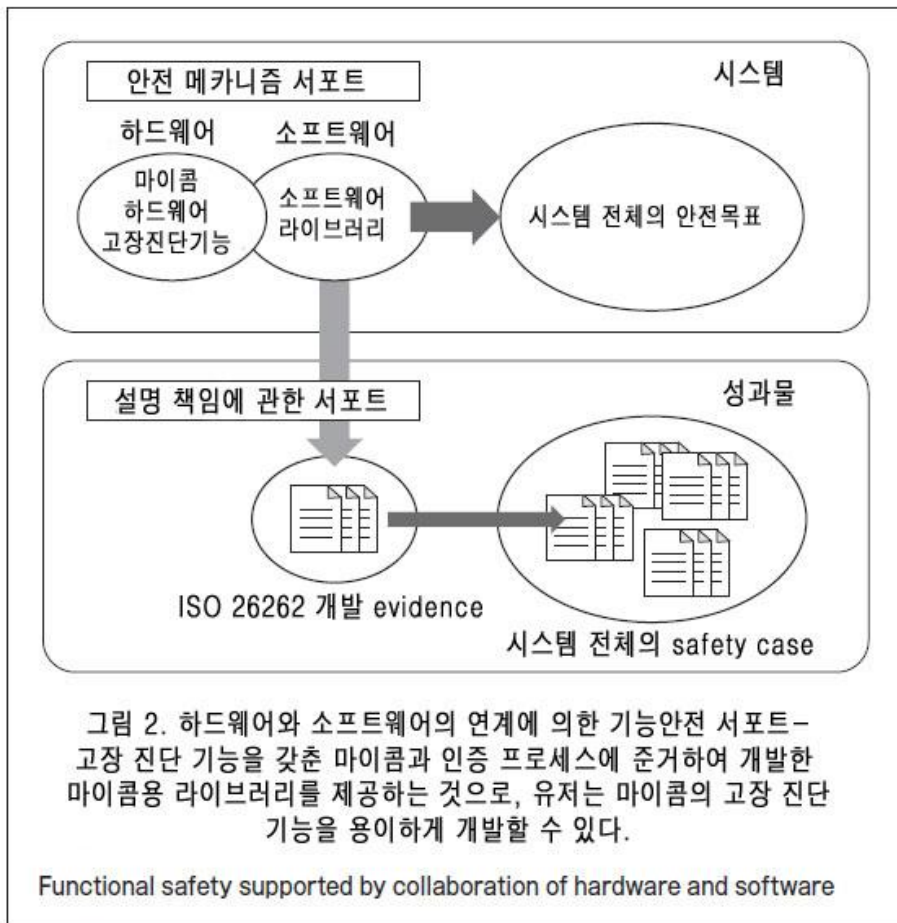 안전 메카니즘 서포트
시스템
하드웨어
소프트웨어
마이콤
하드웨어
고장진단기능
소프트웨어
라이브러리
시스템 전체의 안전목표
설명 책임에 관한 서포트
성과물
ISO 26262 개발 evidence
시스템 전체의 safety case
그림 2. 하드웨어와 소프트웨어의 연계에 의한 기능안전 서포트–
고장 진단 기능을 갖춘 마이콤과 인증 프로세스에 준거하여 개발한
마이콤용 라이브러리를 제공하는 것으로, 유저는 마이콤의 고장 진단
기능을 용이하게 개발할 수 있다.
Functional safety supported by collaboration of hardware and software